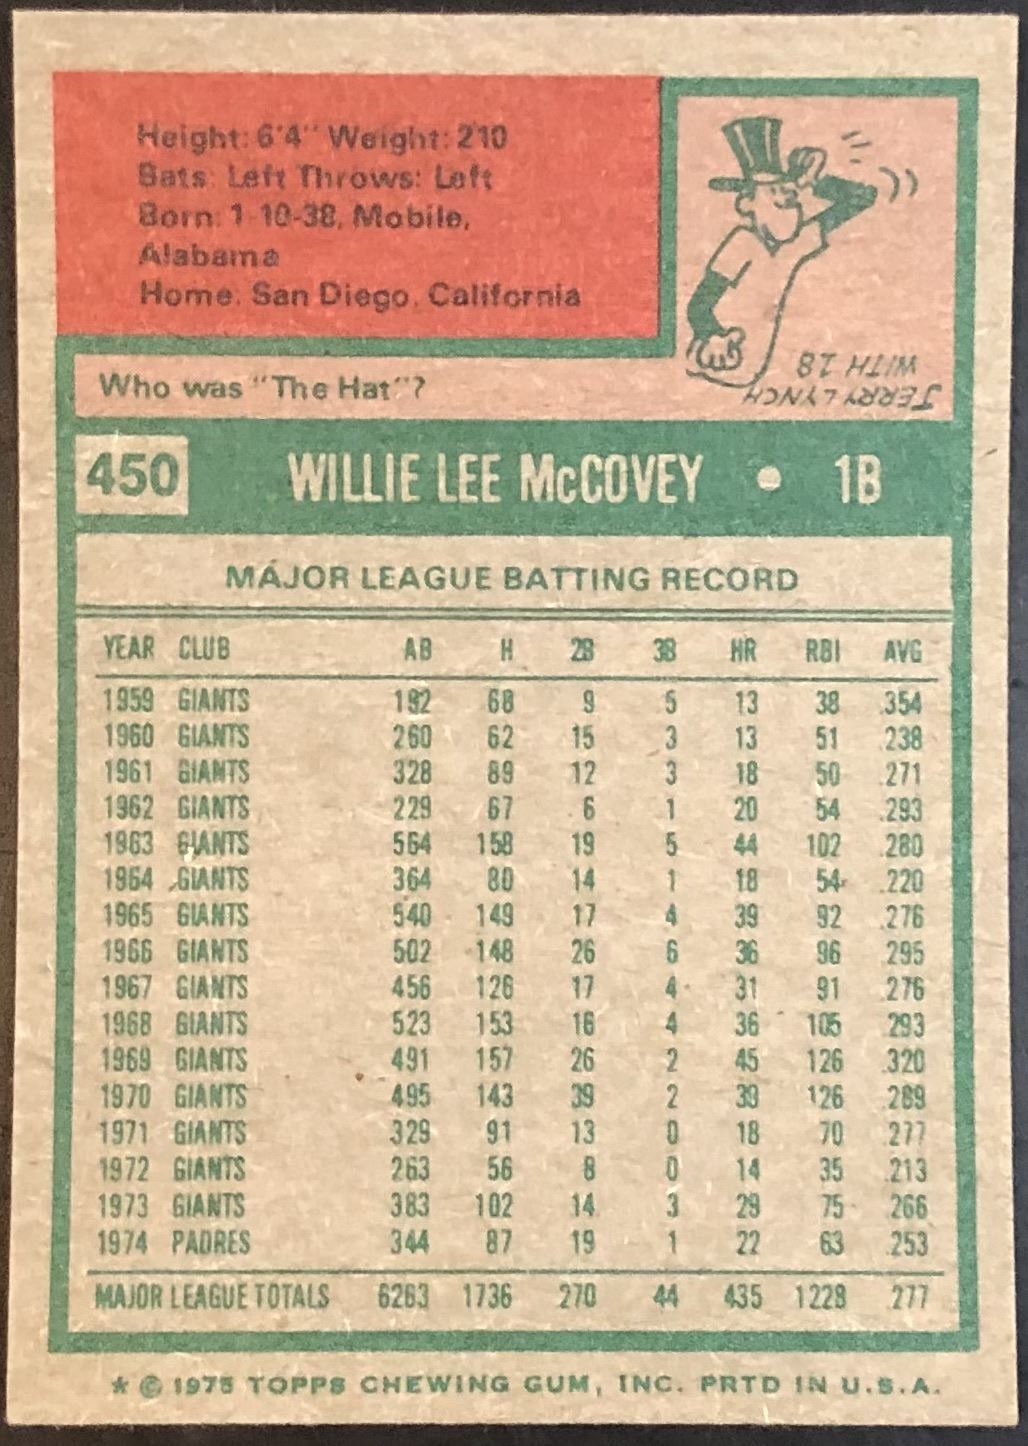 Height: 6'4" Weight: 210
Bats: Left Throws: Left
Born: 1-10-38, Mobile,
Alabama
Home: San Diego, California
Who was "The Hat"?
JERRY LYNCH
WITH 18
450 WILLIE LEE McCOVEY • 1B
MAJOR LEAGUE BATTING RECORD
YEAR CLUB AB H 2B 3B HR RBI AVG
1959 GIANTS 192 68 9 5 13 38 .354
1960 GIANTS 260 62 15 3 13 51 .238
1961 GIANTS 328 89 12 3 18 50 .271
1962 GIANTS 229 67 6 1 20 54 .293
1963 GIANTS 564 158 19 5 44 102 .280
1964 GIANTS 364 80 14 1 18 54 .220
1965 GIANTS 540 149 17 4 39 92 .276
1966 GIANTS 502 148 26 6 36 96 .295
1967 GIANTS 456 126 17 4 31 91 .276
1968 GIANTS 523 153 16 4 36 105 .293
1969 GIANTS 491 157 26 2 45 126 .320
1970 GIANTS 495 143 39 2 39 126 .289
1971 GIANTS 329 91 13 0 18 70 .277
1972 GIANTS 263 56 8 0 14 35 .213
1973 GIANTS 383 102 14 3 29 75 .266
1974 PADRES 344 87 19 1 22 63 .253
MAJOR LEAGUE TOTALS 6263 1736 270 44 435 1228 .277
* © 1975 TOPPS CHEWING GUM, INC. PRTD IN U.S.A.